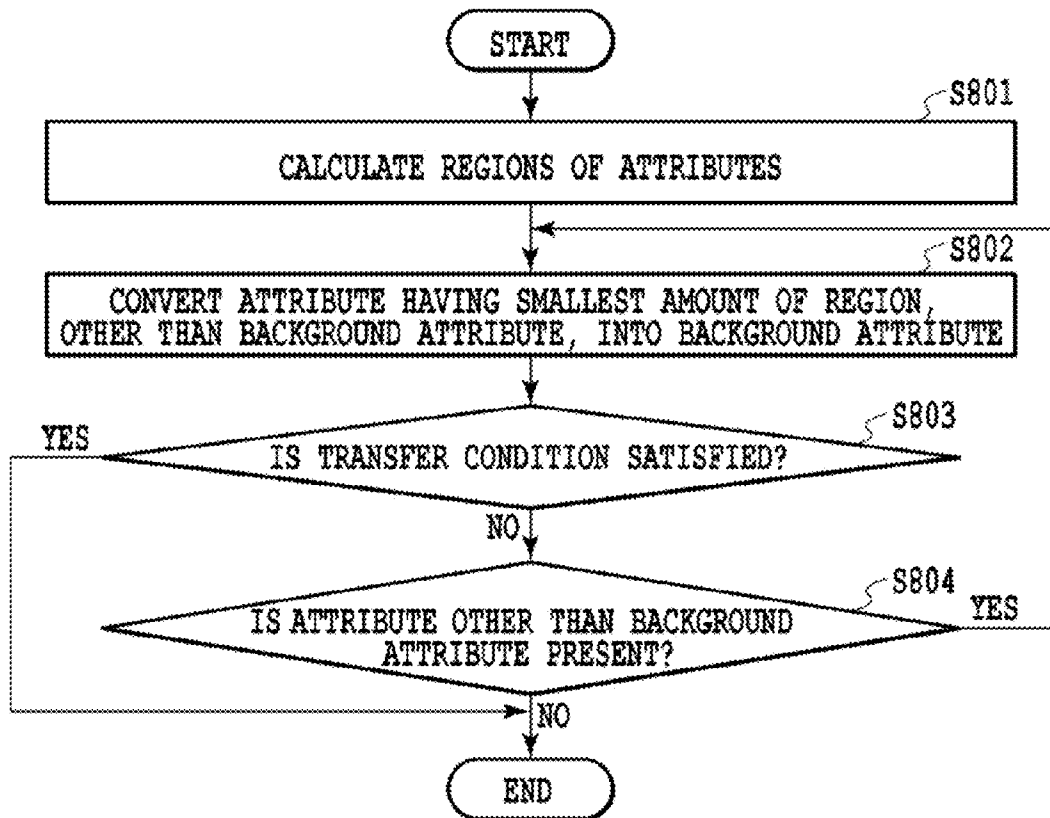 START
S801
CALCULATE REGIONS OF ATTRIBUTES
S802
CONVERT ATTRIBUTE HAVING SMALLEST AMOUNT OF REGION,
OTHER THAN BACKGROUND ATTRIBUTE, INTO BACKGROUND ATTRIBUTE
S803
YES
IS TRANSFER CONDITION SATISFIED?
NO
S804
YES
IS ATTRIBUTE OTHER THAN BACKGROUND
ATTRIBUTE PRESENT?
NO
END